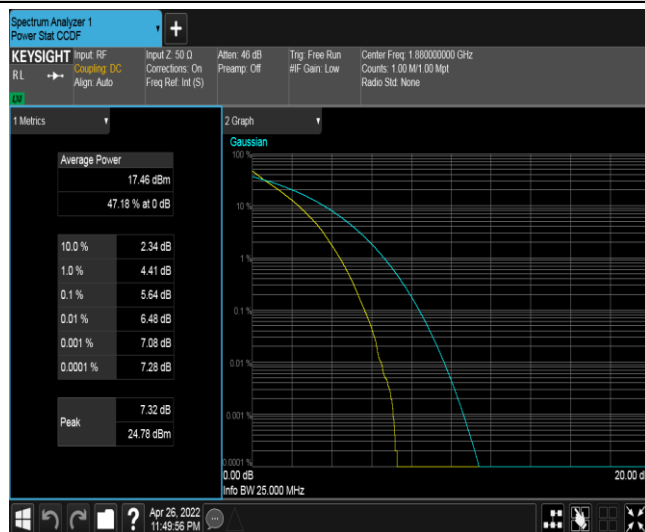 Spectrum Analyzer 1
Power Stat CCDF
KEYSIGHT
RL
LXI
Input: RF
Coupling: DC
Align: Auto
Input Z: 50 Ω
Corrections: On
Freq Ref: Int (S)
Atten: 46 dB
Preamp: Off
Trig: Free Run
#IF Gain: Low
Center Freq: 1.880000000 GHz
Counts: 1.00 M/1.00 Mpt
Radio Std: None
1 Metrics
Average Power
17.46 dBm
47.18 % at 0 dB
10.0 % 2.34 dB
1.0 % 4.41 dB
0.1 % 5.64 dB
0.01 % 6.48 dB
0.001 % 7.08 dB
0.0001 % 7.28 dB
Peak
7.32 dB
24.78 dBm
2 Graph
Gaussian
100 %
10 %
1 %
0.1 %
0.01 %
0.001 %
0.0001 %
0.00 dB
20.00 d
Info BW 25.000 MHz
?
Apr 26, 2022
11:49:56 PM